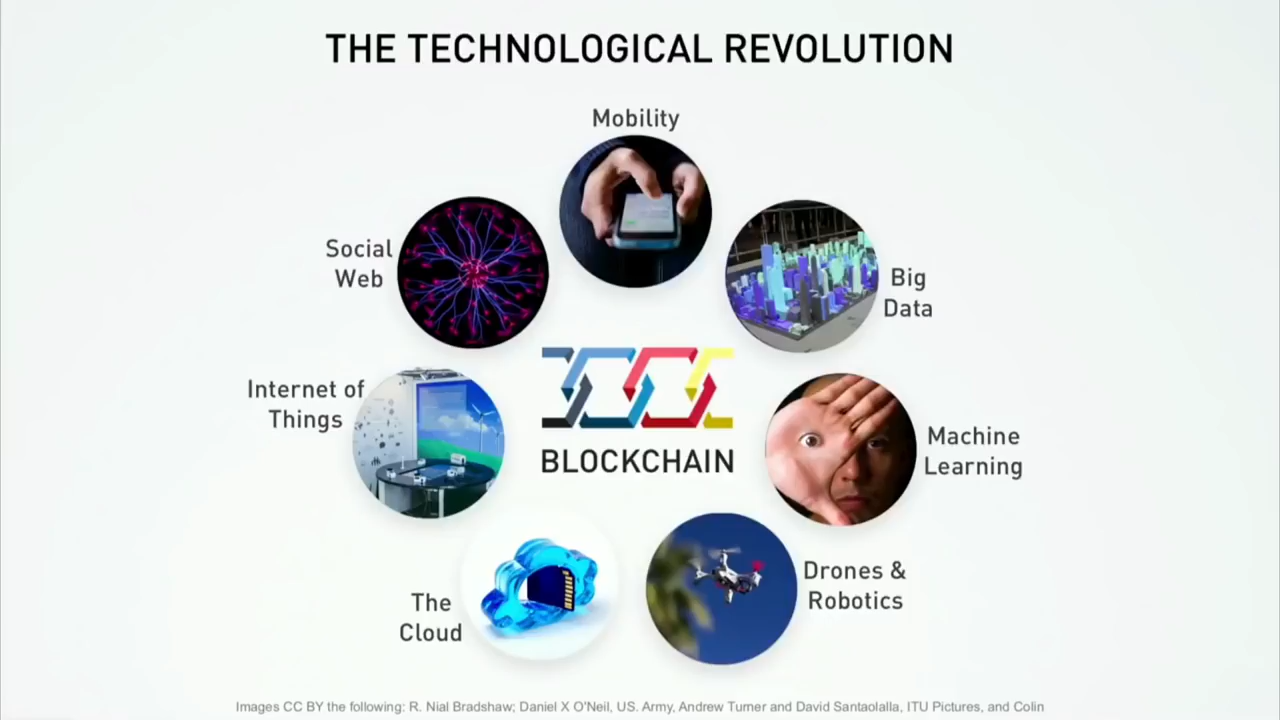 THE TECHNOLOGICAL REVOLUTION
Mobility
Social
Web
Big
Data
Internet of
Things
BLOCKCHAIN
Machine
Learning
Drones &
Robotics
The
Cloud
Images CC BY the following: R. Nial Bradshaw; Daniel X O'Neil, US. Army, Andrew Turner and David Santaolalla, ITU Pictures, and Colin